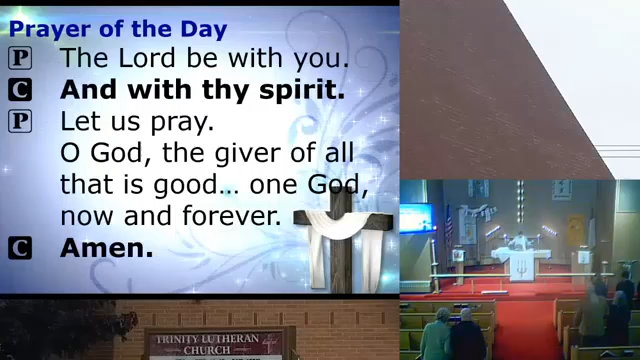 Prayer of the Day
P The Lord be with you.
C And with thy spirit.
P Let us pray.
O God, the giver of all
that is good... one God,
now and forever.
C Amen.
TRINITY LUTHERAN
CHURCH